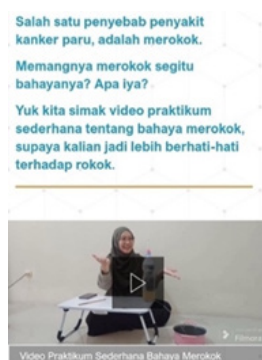 Salah satu penyebab penyakit
kanker paru, adalah merokok.
Memangnya merokok segitu
bahayanya? Apa iya?
Yuk kita simak video praktikum
sederhana tentang bahaya merokok,
supaya kalian jadi lebih berhati-hati
terhadap rokok.
Filmora
Video Praktikum Sederhana Bahaya Merokok